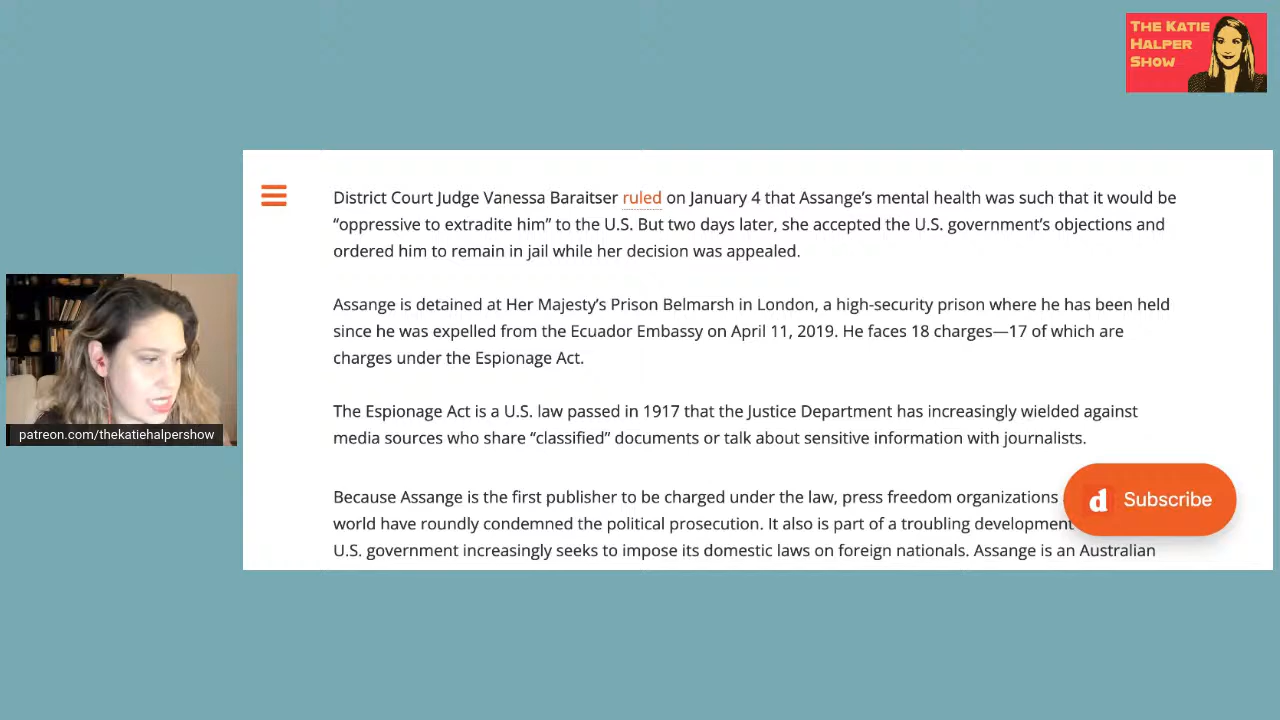 THE KATIE
HALPER
SHOW
District Court Judge Vanessa Baraitser ruled on January 4 that Assange’s mental health was such that it would be
“oppressive to extradite him” to the U.S. But two days later, she accepted the U.S. government’s objections and
ordered him to remain in jail while her decision was appealed.
Assange is detained at Her Majesty’s Prison Belmarsh in London, a high-security prison where he has been held
since he was expelled from the Ecuador Embassy on April 11, 2019. He faces 18 charges—17 of which are
charges under the Espionage Act.
patreon.com/thekatiehalpershow
The Espionage Act is a U.S. law passed in 1917 that the Justice Department has increasingly wielded against
media sources who share “classified” documents or talk about sensitive information with journalists.
Because Assange is the first publisher to be charged under the law, press freedom organizations
d Subscribe
world have roundly condemned the political prosecution. It also is part of a troubling development
U.S. government increasingly seeks to impose its domestic laws on foreign nationals. Assange is an Australian